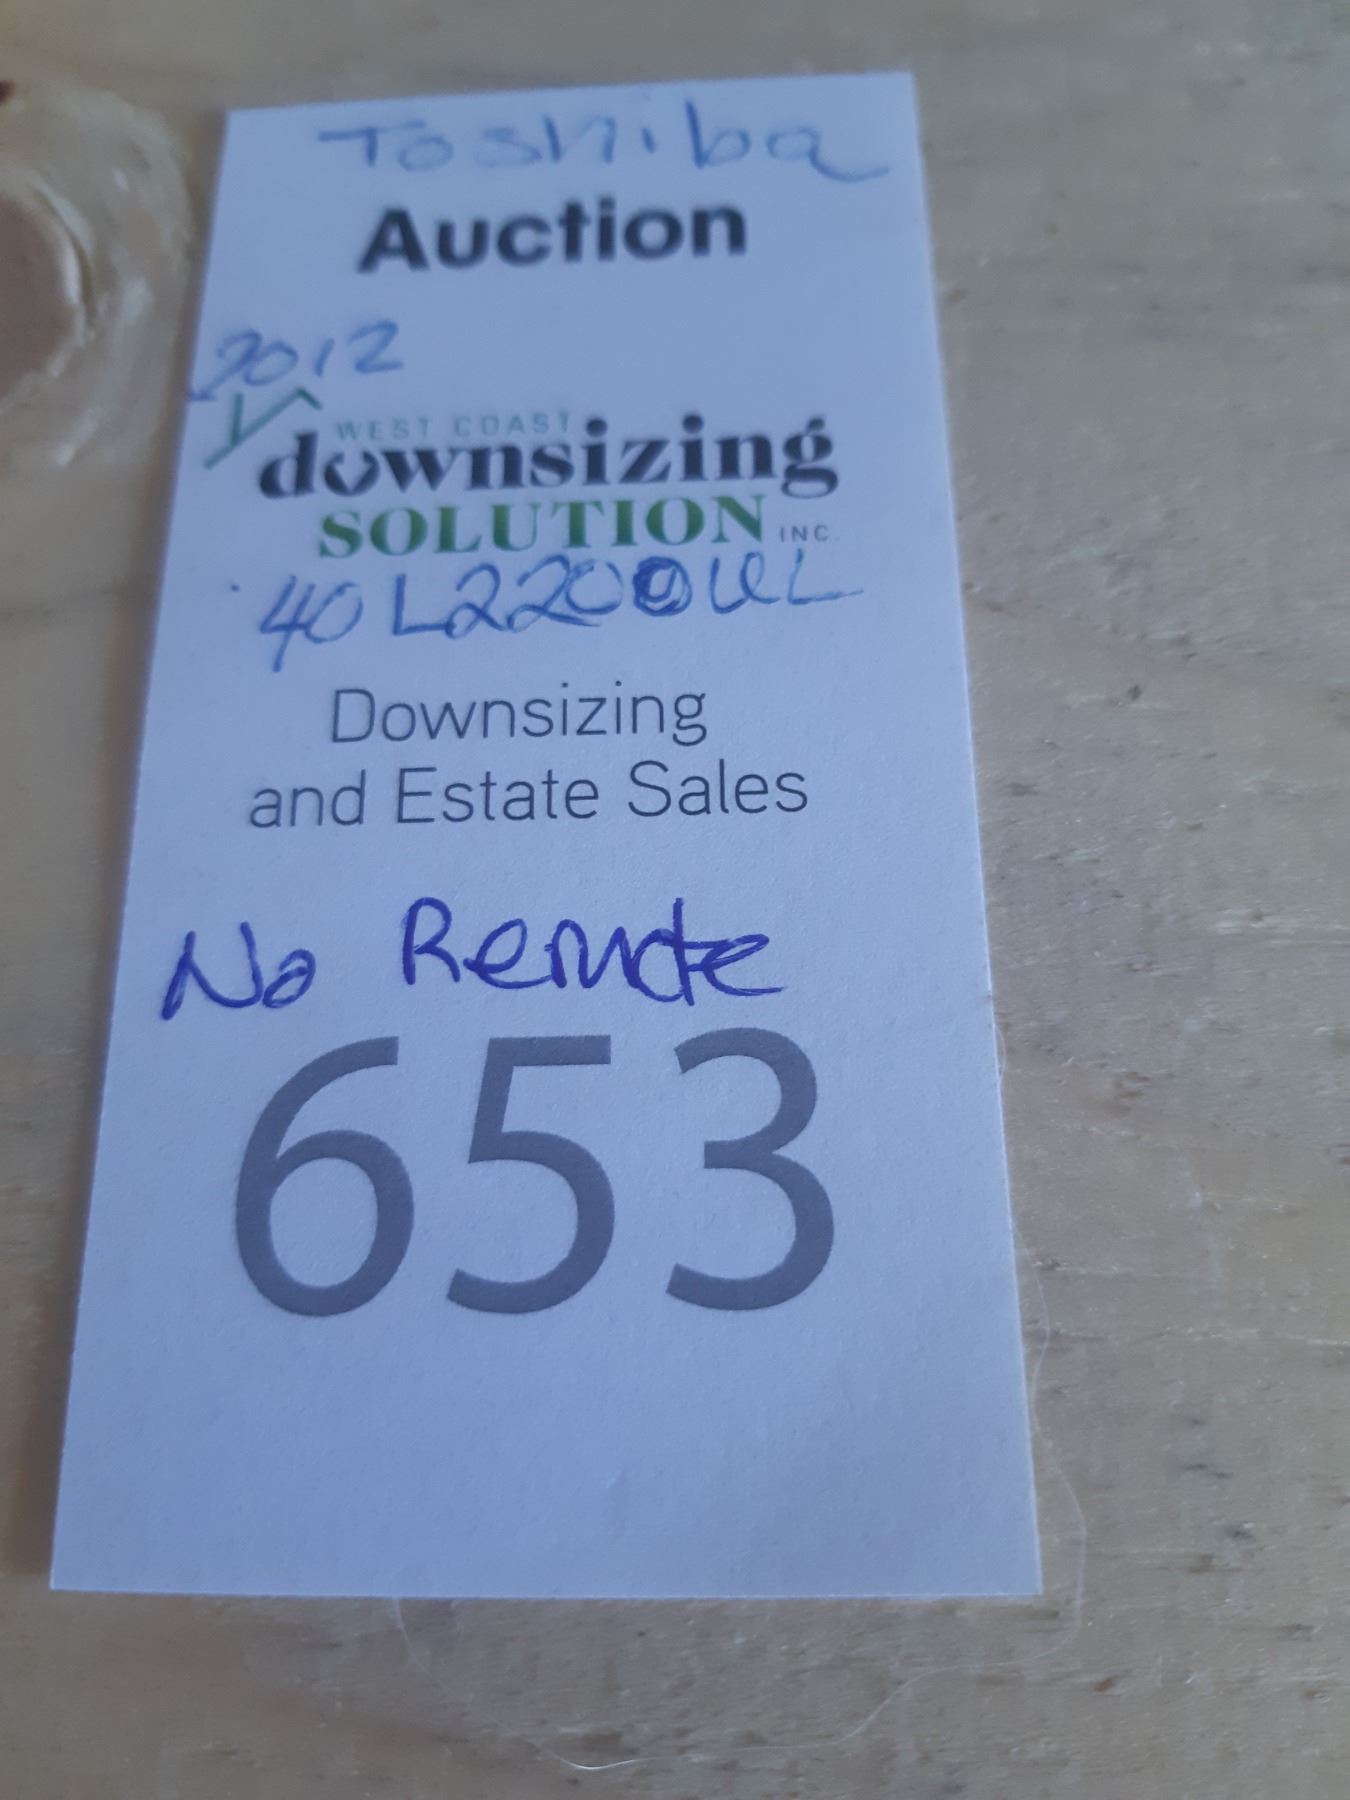 Toshiba
Auction
2012
WEST COAST
downsizing
SOLUTION INC.
40L2200UL
Downsizing
and Estate Sales
No Remote
653